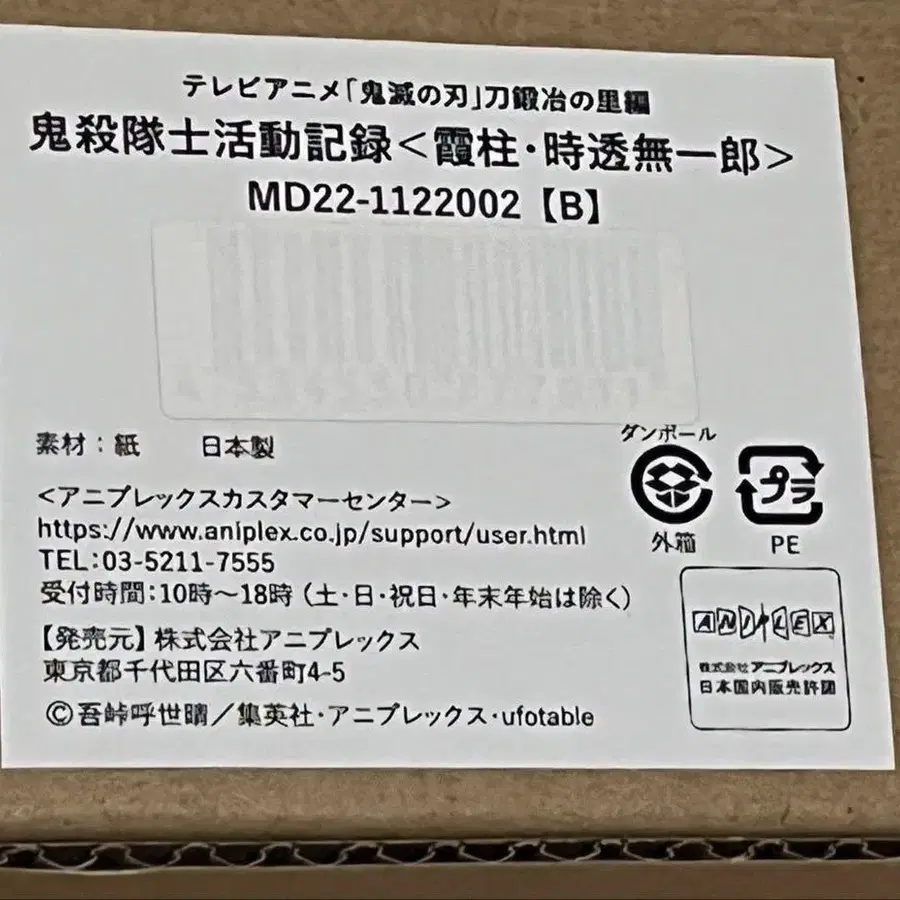 テレビアニメ「鬼滅の刃」刀鍛冶の里編
鬼殺隊士活動記録<霞柱・時透無一郎>
MD22-1122002【B】
素材：紙　日本製
<アニプレックスカスタマーセンター>
https://www.aniplex.co.jp/support/user.html
TEL:03-5211-7555
受付時間：10時～18時（土・日・祝日・年末年始は除く）
【発売元】株式会社アニプレックス
東京都千代田区六番町4-5
©吾峠呼世晴／集英社・アニプレックス・ufotable
ダンボール
外箱
プラ
PE
ANIPLEX
株式会社アニプレックス
日本国内販売許諾